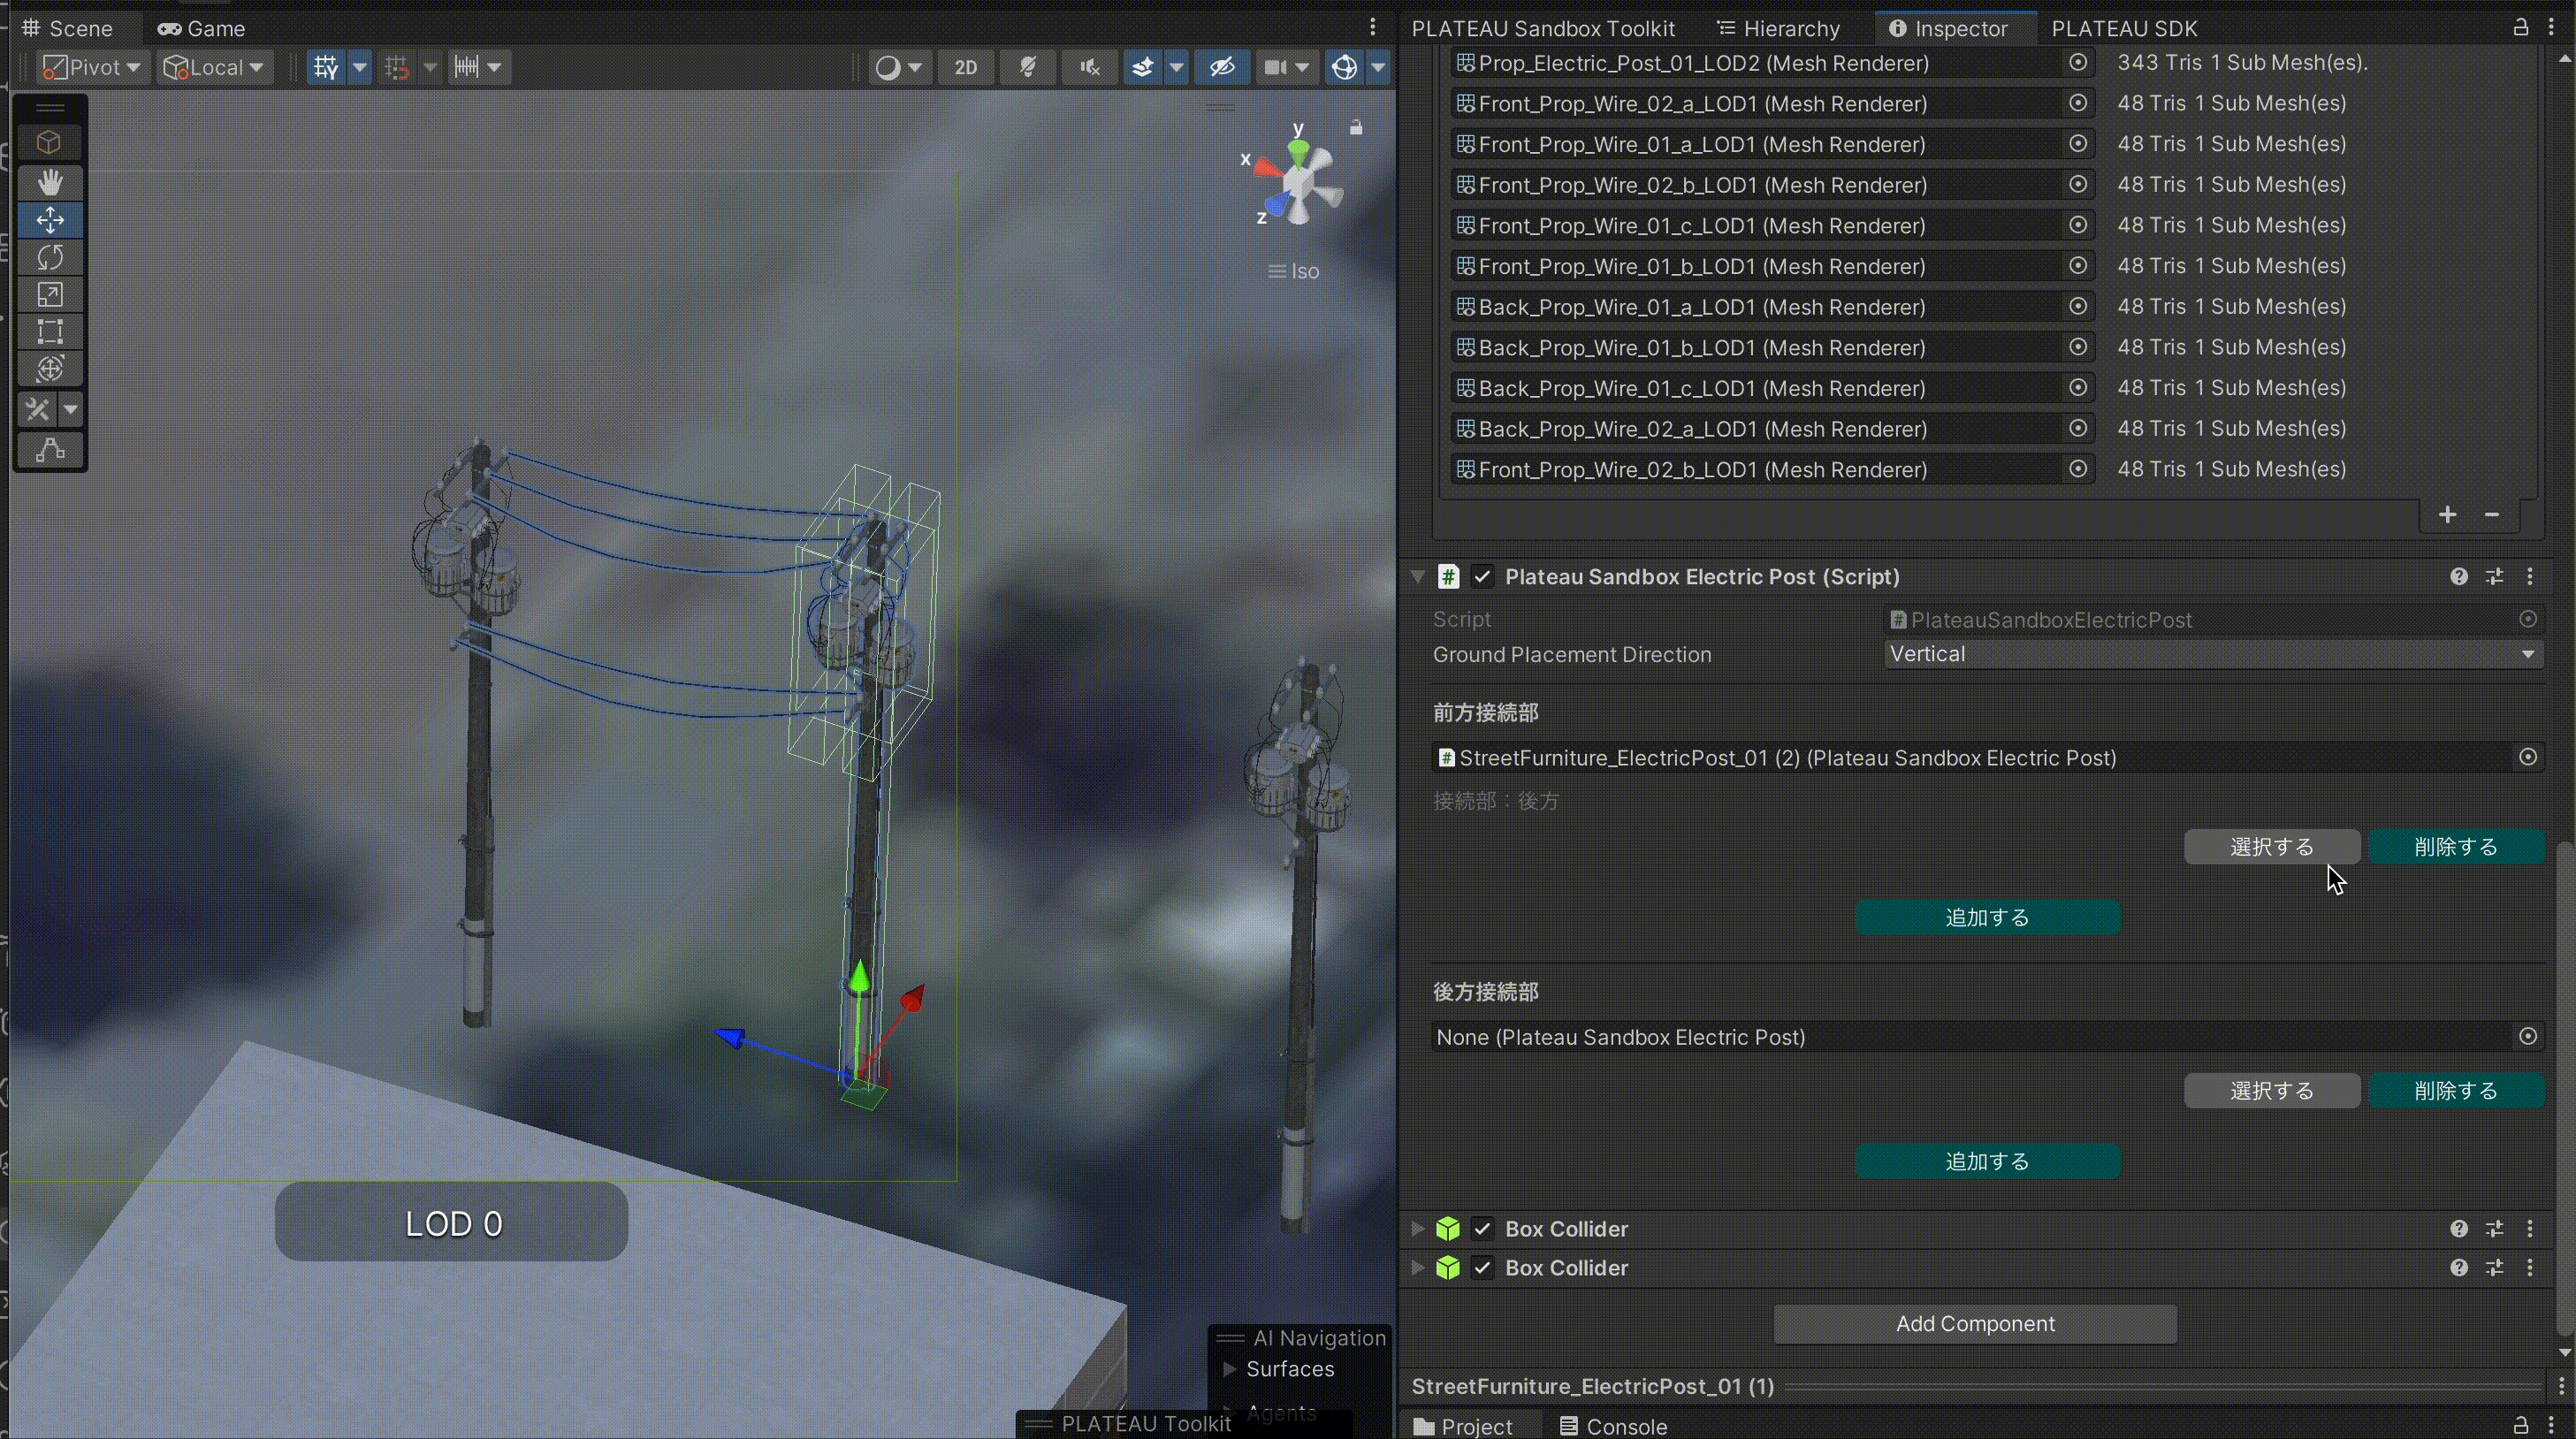 Scene
Game
PLATEAU Sandbox Toolkit
Hierarchy
Inspector
PLATEAU SDK
Pivot
Local
2D
y
x
z
Iso
Prop_Electric_Post_01_LOD2 (Mesh Renderer) 343 Tris 1 Sub Mesh(es).
Front_Prop_Wire_02_a_LOD1 (Mesh Renderer) 48 Tris 1 Sub Mesh(es)
Front_Prop_Wire_01_a_LOD1 (Mesh Renderer) 48 Tris 1 Sub Mesh(es)
Front_Prop_Wire_02_b_LOD1 (Mesh Renderer) 48 Tris 1 Sub Mesh(es)
Front_Prop_Wire_01_c_LOD1 (Mesh Renderer) 48 Tris 1 Sub Mesh(es)
Front_Prop_Wire_01_b_LOD1 (Mesh Renderer) 48 Tris 1 Sub Mesh(es)
Back_Prop_Wire_01_a_LOD1 (Mesh Renderer) 48 Tris 1 Sub Mesh(es)
Back_Prop_Wire_01_b_LOD1 (Mesh Renderer) 48 Tris 1 Sub Mesh(es)
Back_Prop_Wire_01_c_LOD1 (Mesh Renderer) 48 Tris 1 Sub Mesh(es)
Back_Prop_Wire_02_a_LOD1 (Mesh Renderer) 48 Tris 1 Sub Mesh(es)
Front_Prop_Wire_02_b_LOD1 (Mesh Renderer) 48 Tris 1 Sub Mesh(es)
Plateau Sandbox Electric Post (Script)
Script PlateauSandboxElectricPost
Ground Placement Direction Vertical
前方接続部
StreetFurniture_ElectricPost_01 (2) (Plateau Sandbox Electric Post)
接続部：後方
選択する 削除する
追加する
後方接続部
None (Plateau Sandbox Electric Post)
選択する 削除する
追加する
Box Collider
Box Collider
Add Component
StreetFurniture_ElectricPost_01 (1)
Project
Console
LOD 0
AI Navigation
Surfaces
Agents
PLATEAU Toolkit